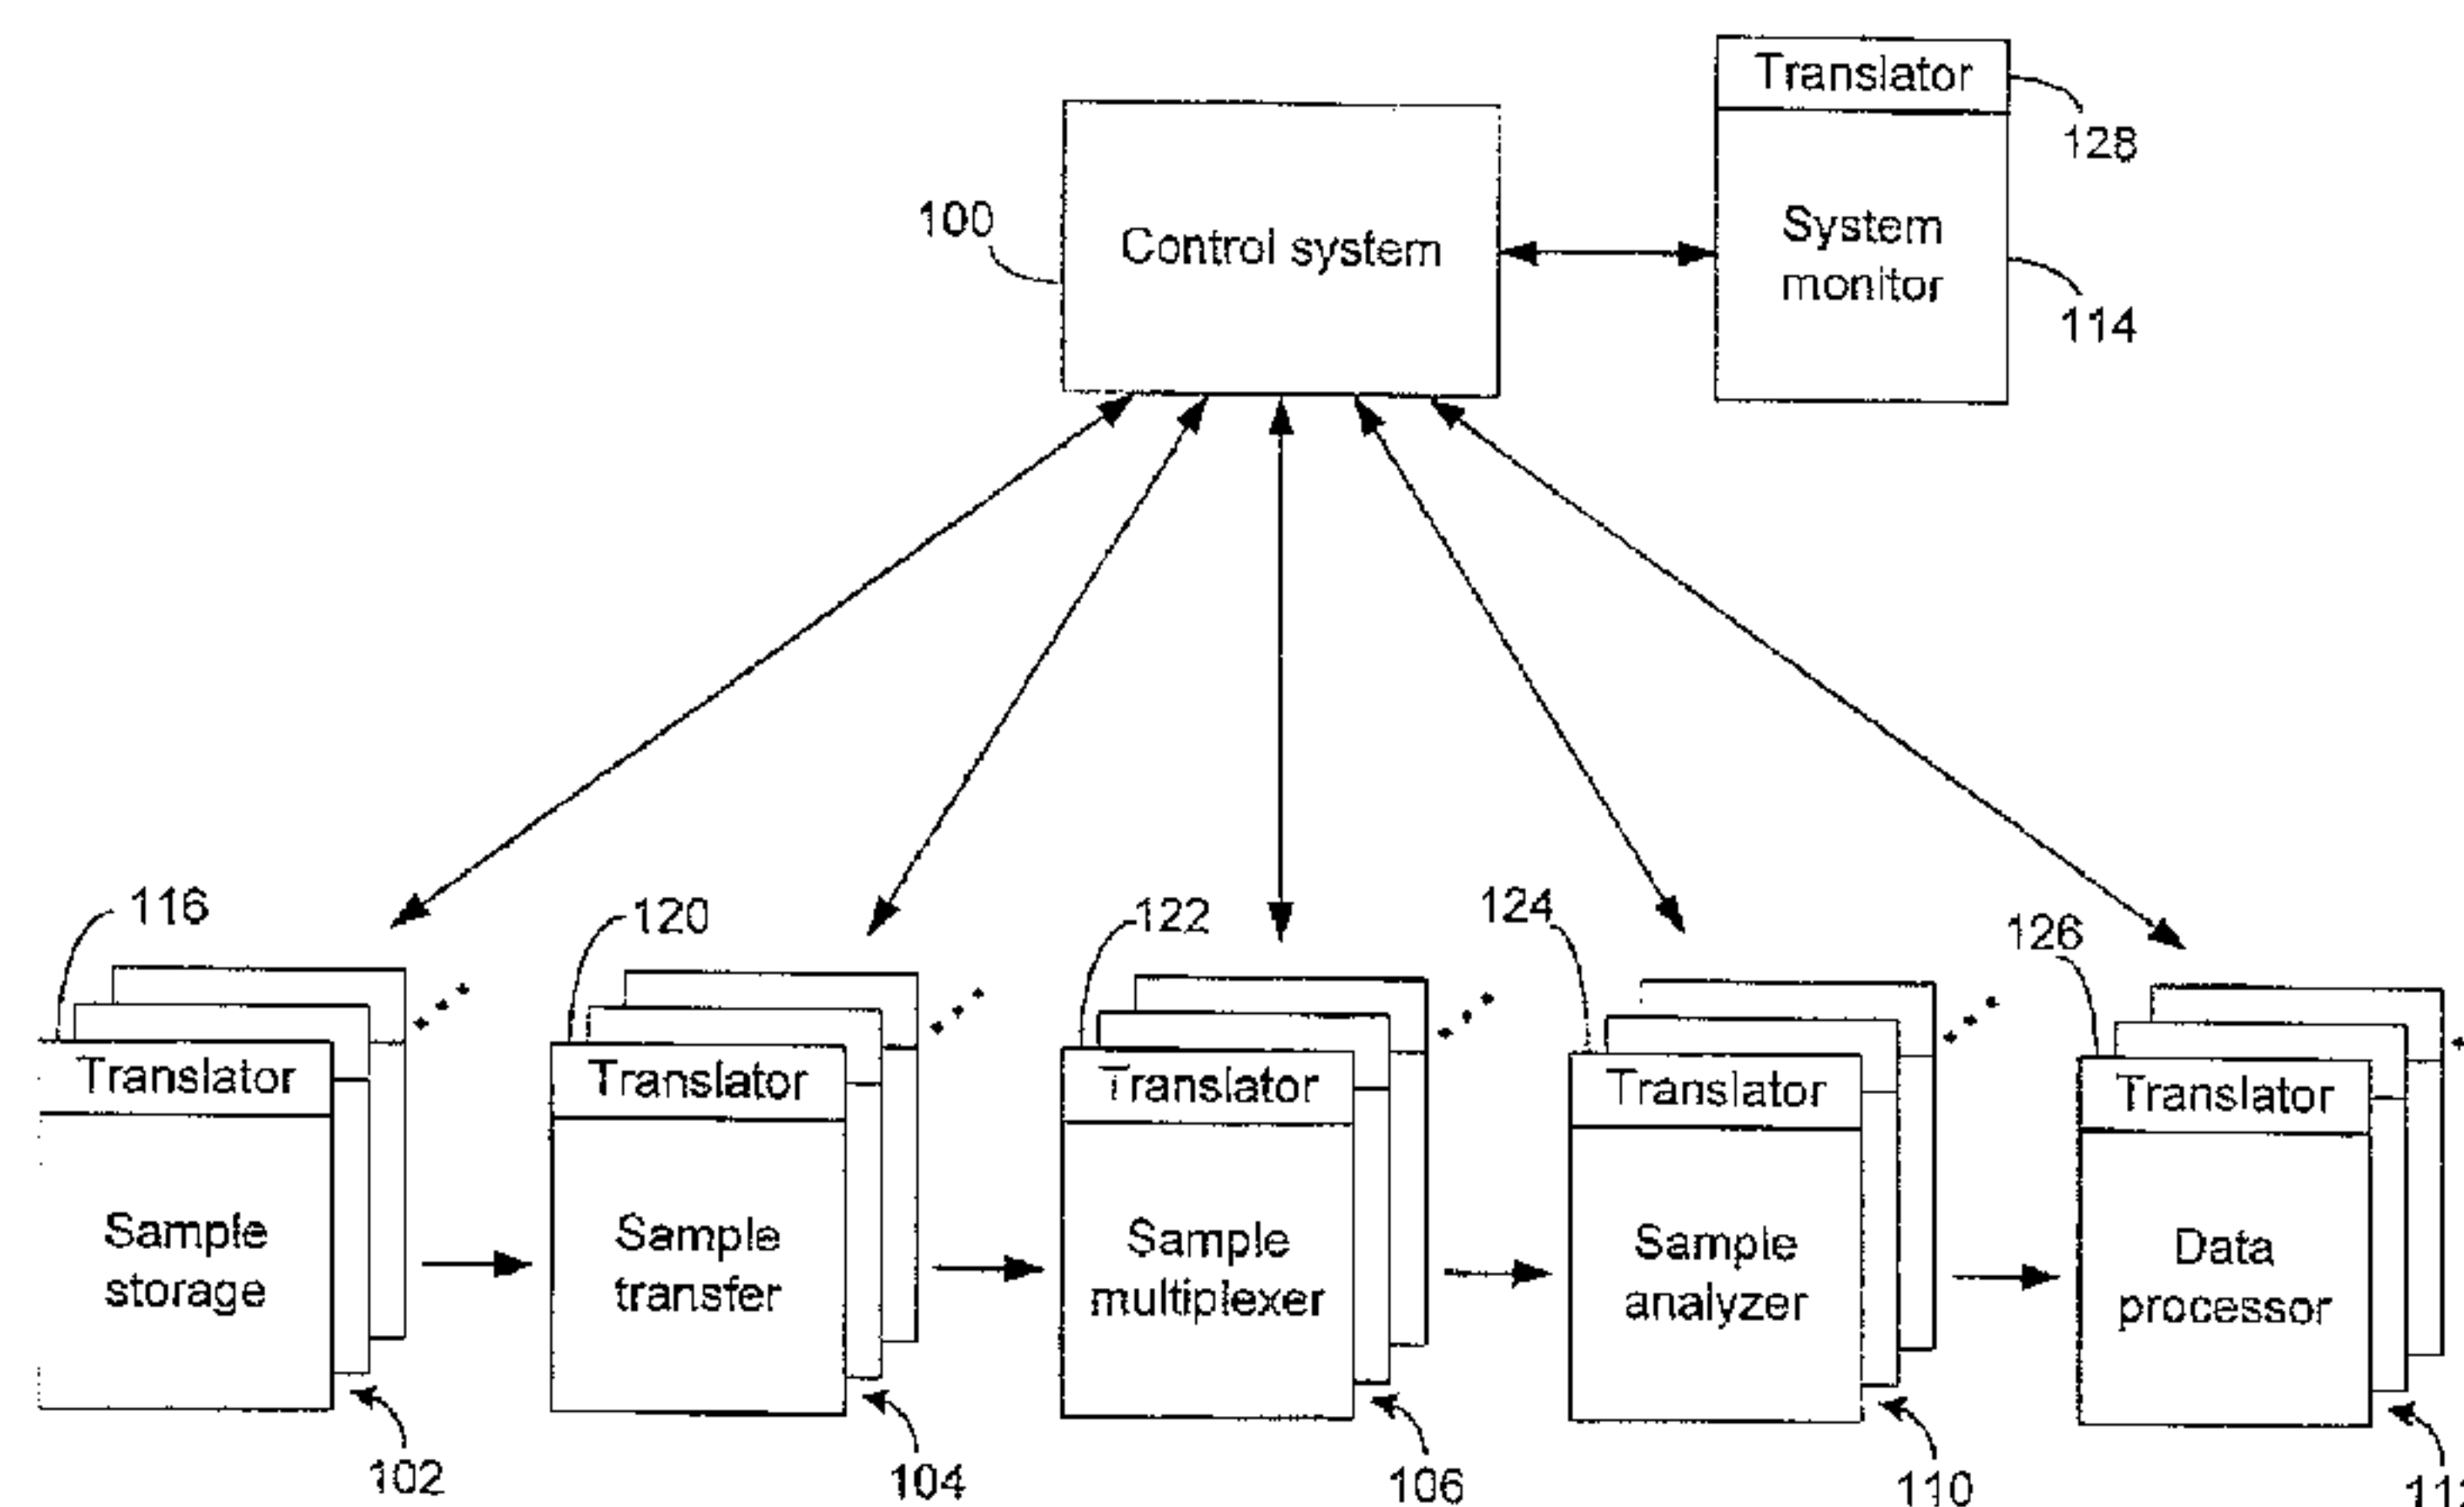 Translator
128
100
Control system
System
monitor
114
116
120
122
124
126
Translator
Translator
Translator
Translator
Translator
Sample
storage
Sample
transfer
Sample
multiplexer
Sample
analyzer
Data
processor
102
104
106
110